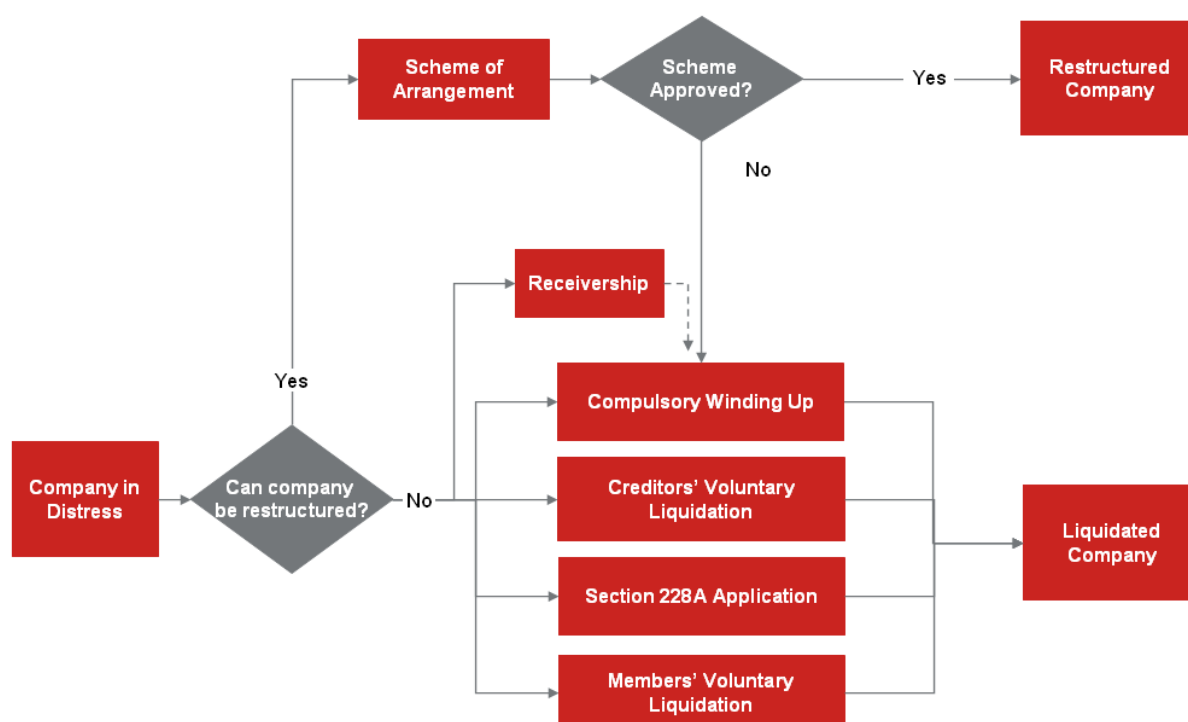 Scheme of
Arrangement
Scheme
Approved?
Yes
Restructured
Company
No
Receivership
Yes
Compulsory Winding Up
Company in
Distress
Can company
be restructured?
No
Creditors' Voluntary
Liquidation
Liquidated
Company
Section 228A Application
Members' Voluntary
Liquidation